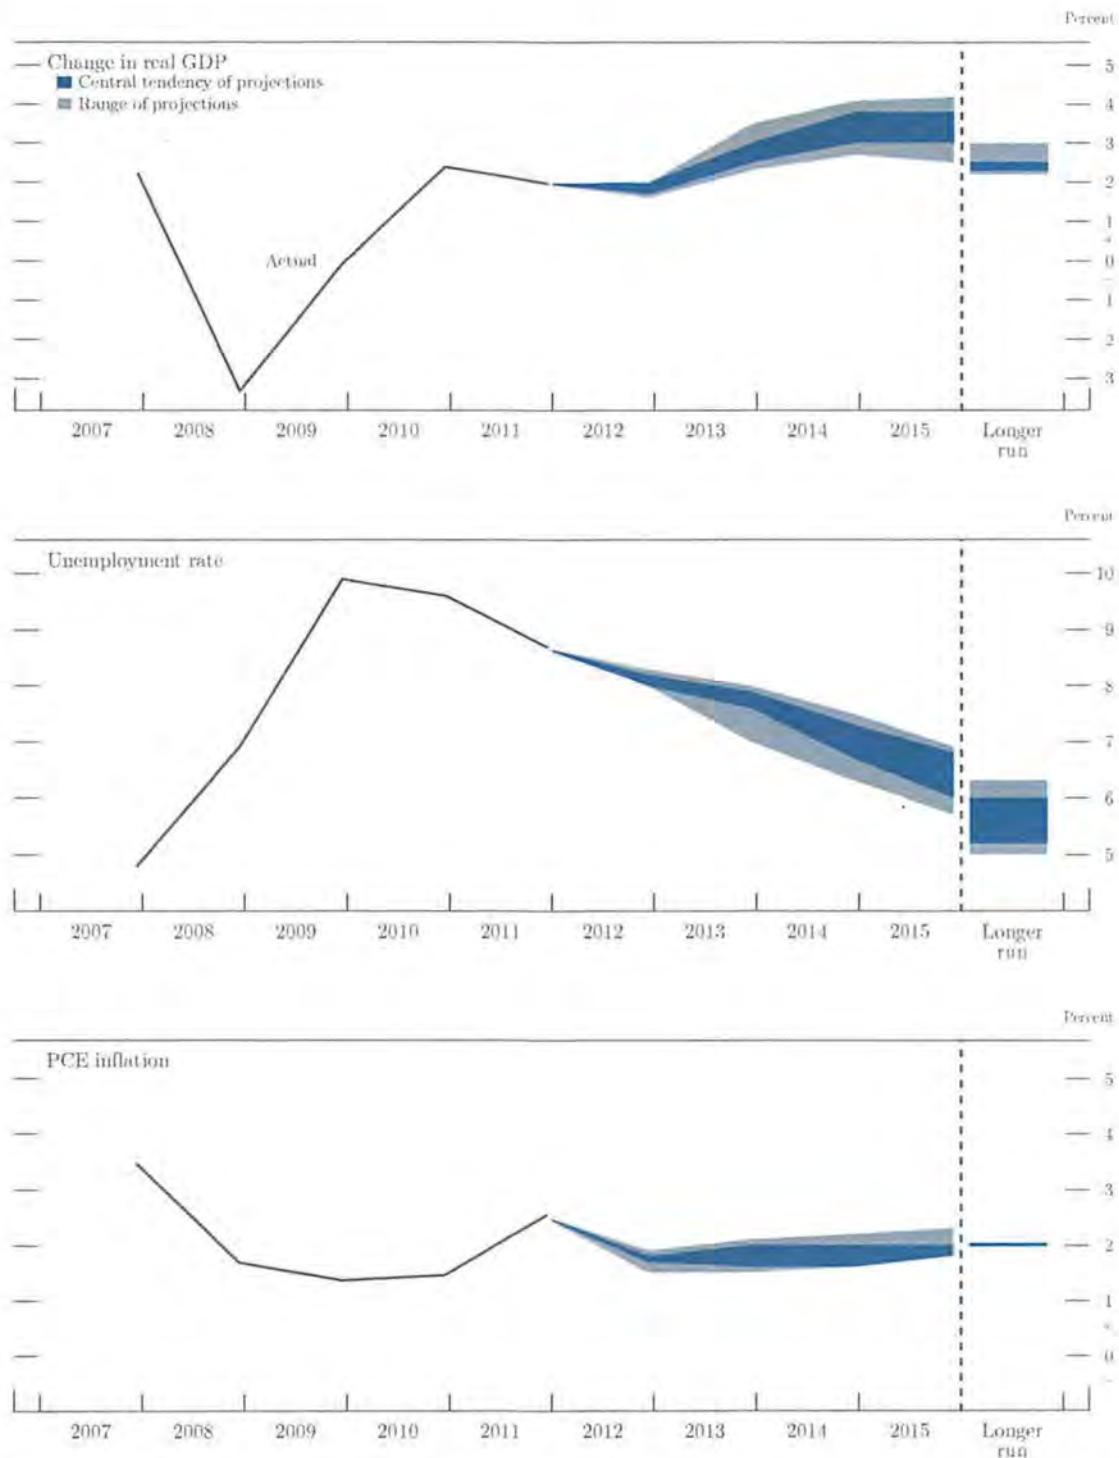 Percent
Change in real GDP
Central tendency of projections
Range of projections
5
4
3
2
1
+
0
-
1
2
3
Actual
2007 2008 2009 2010 2011 2012 2013 2014 2015 Longer run
Percent
Unemployment rate
10
9
8
7
6
5
2007 2008 2009 2010 2011 2012 2013 2014 2015 Longer run
Percent
PCE inflation
5
4
3
2
1
+
0
-
2007 2008 2009 2010 2011 2012 2013 2014 2015 Longer run